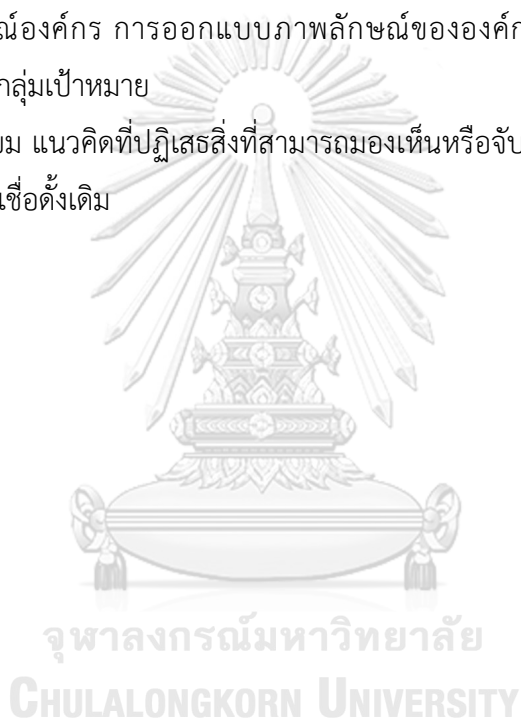 ณ์องค์กร การออกแบบภาพลักษณ์ขององค์ก
กลุ่มเป้าหมาย
ยม แนวคิดที่ปฏิเสธสิ่งที่สามารถมองเห็นหรือจับ
เชื่อดั้งเดิม
จุฬาลงกรณ์มหาวิทยาลัย
CHULALONGKORN UNIVERSITY